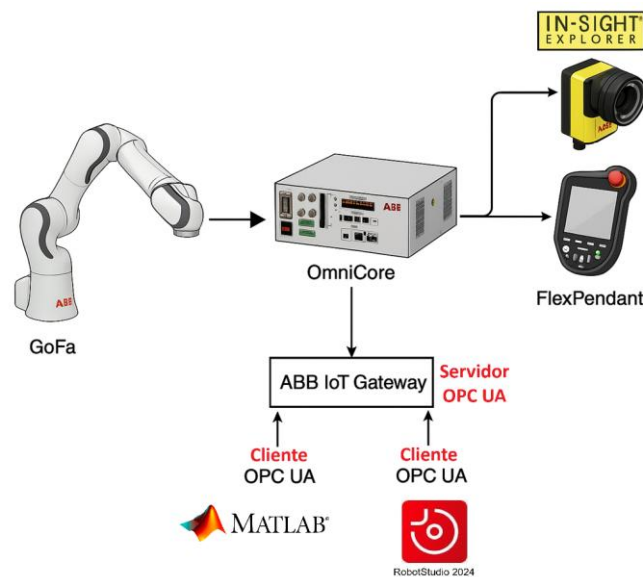 IN-SIGHT®
EXPLORER
ABB
ABB
ABB
GoFa
OmniCore
FlexPendant
ABB IoT Gateway
Servidor
OPC UA
Cliente
OPC UA
Cliente
OPC UA
MATLAB®
RobotStudio 2024